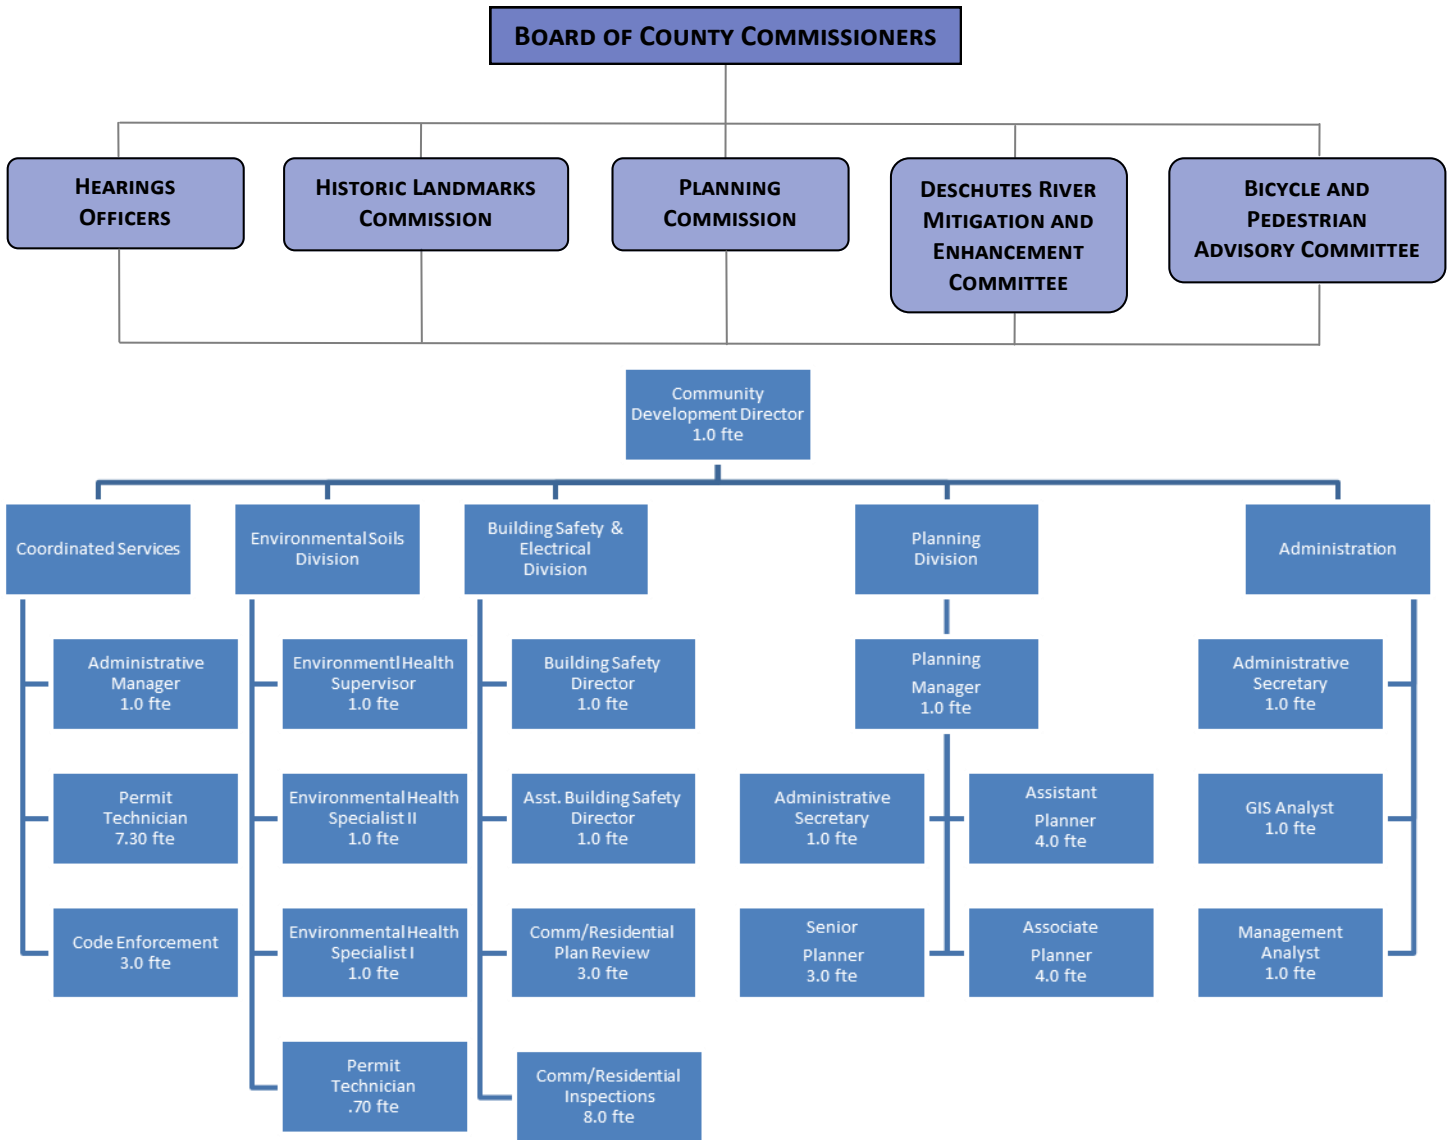 BOARD OF COUNTY COMMISSIONERS
HEARINGS
OFFICERS
HISTORIC LANDMARKS
COMMISSION
PLANNING
COMMISSION
DESCHUTES RIVER
MITIGATION AND
ENHANCEMENT
COMMITTEE
BICYCLE AND
PEDESTRIAN
ADVISORY COMMITTEE
Community
Development Director
1.0 fte
Coordinated Services
Environmental Soils
Division
Building Safety &
Electrical
Division
Planning
Division
Administration
Administrative
Manager
1.0 fte
Environmentl Health
Supervisor
1.0 fte
Building Safety
Director
1.0 fte
Planning
Manager
1.0 fte
Administrative
Secretary
1.0 fte
Permit
Technician
7.30 fte
Environmental Health
Specialist II
1.0 fte
Asst. Building Safety
Director
1.0 fte
Administrative
Secretary
1.0 fte
Assistant
Planner
4.0 fte
GIS Analyst
1.0 fte
Code Enforcement
3.0 fte
Environmental Health
Specialist I
1.0 fte
Comm/Residential
Plan Review
3.0 fte
Senior
Planner
3.0 fte
Associate
Planner
4.0 fte
Management
Analyst
1.0 fte
Permit
Technician
.70 fte
Comm/Residential
Inspections
8.0 fte